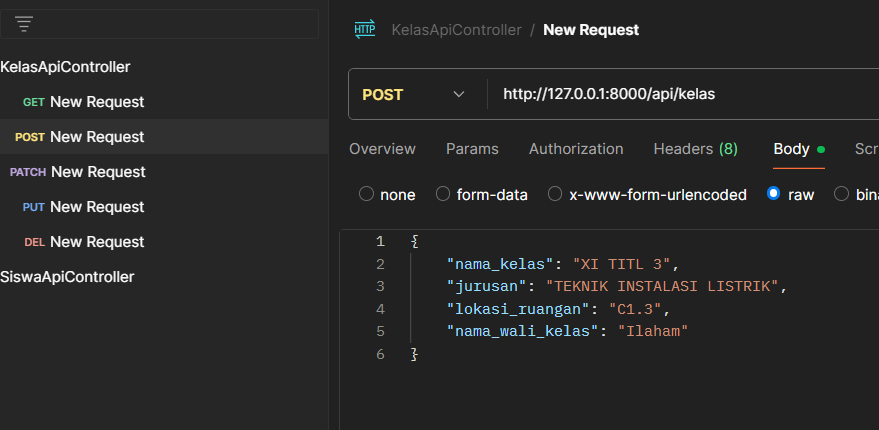 KelasApiController / New Request
KelasApiController
GET New Request
POST New Request
PATCH New Request
PUT New Request
DEL New Request
SiswaApiController
HTTP
POST http://127.0.0.1:8000/api/kelas
Overview Params Authorization Headers (8) Body Scr
none form-data x-www-form-urlencoded raw bina
1 {
2 "nama_kelas": "XI TITL 3",
3 "jurusan": "TEKNIK INSTALASI LISTRIK",
4 "lokasi_ruangan": "C1.3",
5 "nama_wali_kelas": "Ilaham"
6 }